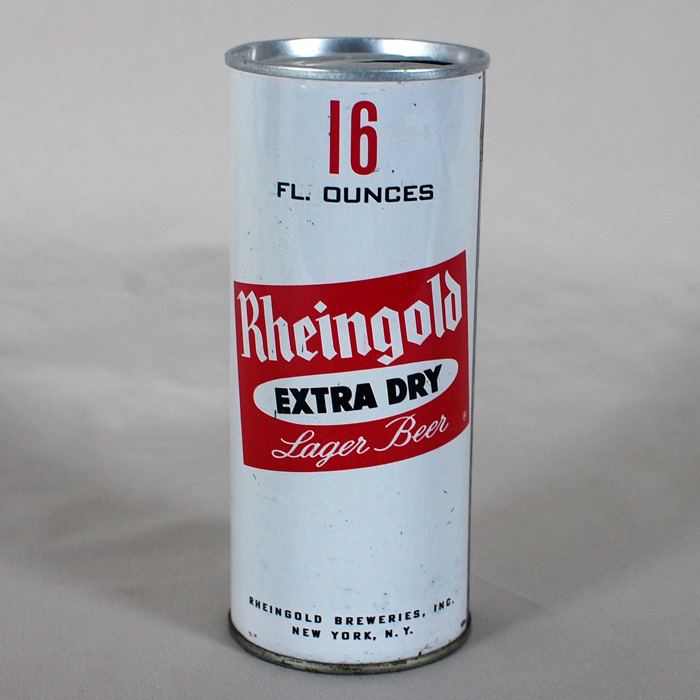 16
FL. OUNCES
Rheingold
EXTRA DRY
Lager Beer
RHEINGOLD BREWERIES, INC.
NEW YORK, N.Y.